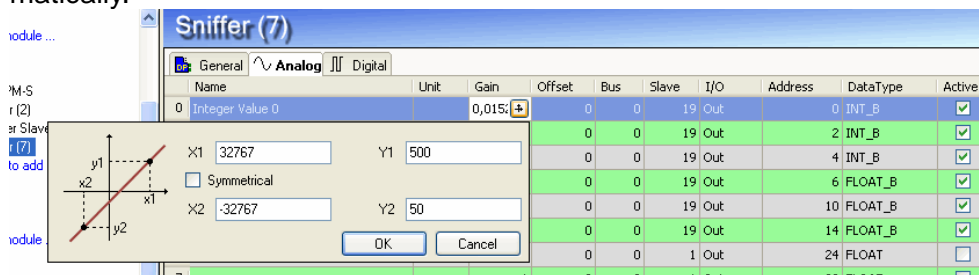 matically.
nodule ...
Sniffer (7)
General Analog Digital
Name Unit Gain Offset Bus Slave I/O Address DataType Active
0 Integer Value 0 0,0152 0 0 19 Out 0 INT_B
PM-S
r (2)
er Slave
r (7)
to add
0 0 19 Out 2 INT_B
0 0 19 Out 4 INT_B
0 0 19 Out 6 FLOAT_B
0 0 19 Out 10 FLOAT_B
0 0 19 Out 14 FLOAT_B
0 0 1 Out 24 FLOAT
y1
x2
x1
y2
X1 32767 Y1 500
Symmetrical
X2 -32767 Y2 50
OK Cancel
nodule .